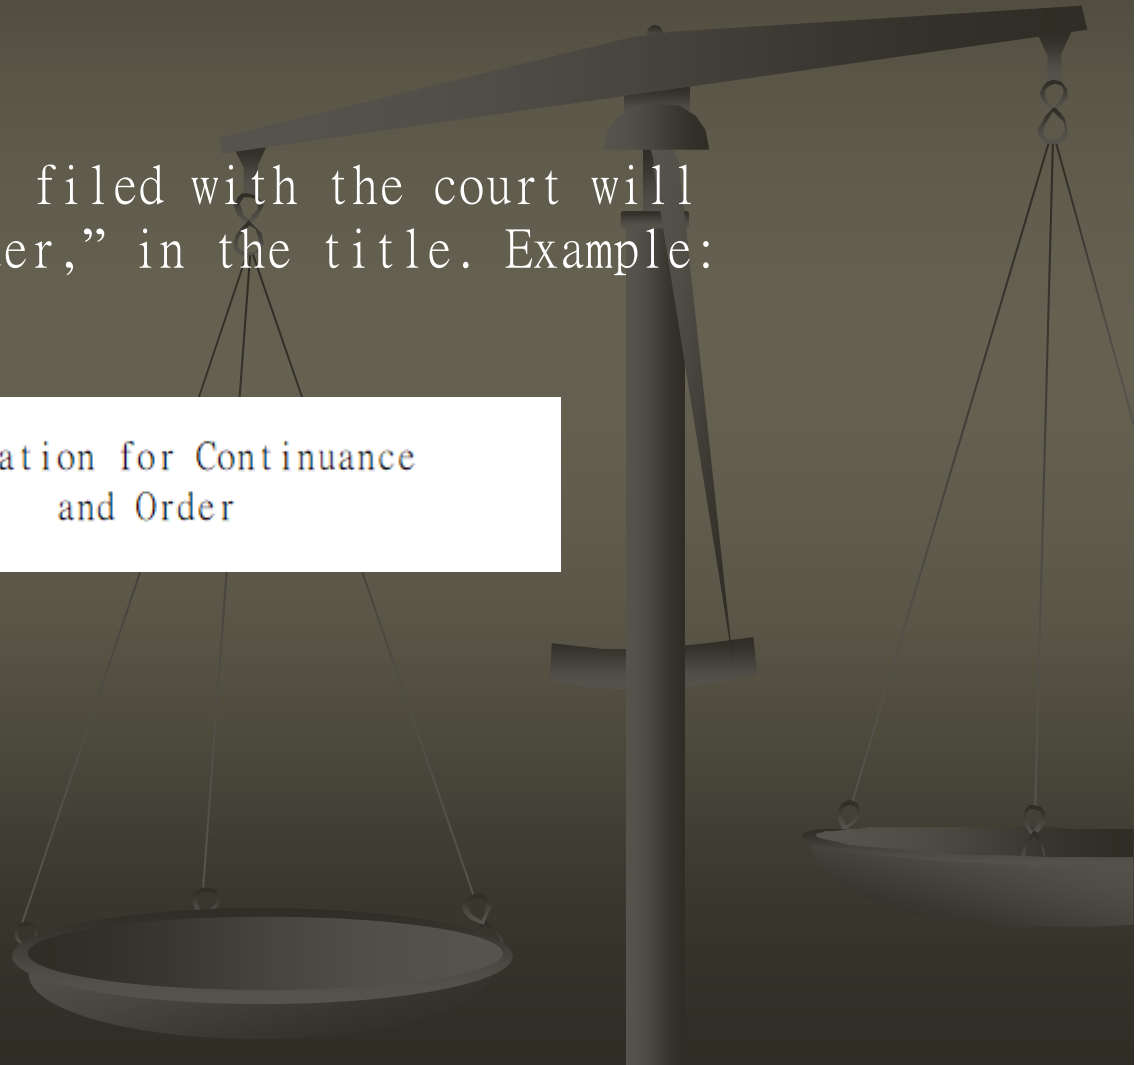 filed with the court will
er,” in the title. Example:
ation for Continuance
and Order